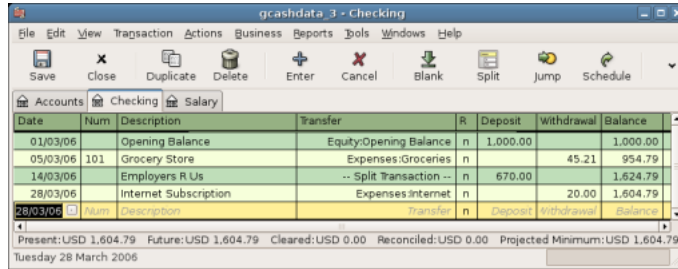 gcashdata_3 - Checking
File Edit View Transaction Actions Business Reports Tools Windows Help
Save Close Duplicate Delete Enter Cancel Blank Split Jump Schedule
Accounts Checking Salary
Date Num Description Transfer R Deposit Withdrawal Balance
01/03/06 Opening Balance Equity:Opening Balance n 1,000.00 1,000.00
05/03/06 101 Grocery Store Expenses:Groceries n 45.21 954.79
14/03/06 Employers R Us -- Split Transaction -- n 670.00 1,624.79
28/03/06 Internet Subscription Expenses:Internet n 20.00 1,604.79
28/03/06 Num Description Transfer n Deposit Withdrawal Balance
Present:USD 1,604.79 Future:USD 1,604.79 Cleared:USD 0.00 Reconciled:USD 0.00 Projected Minimum:USD 1,604.79
Tuesday 28 March 2006